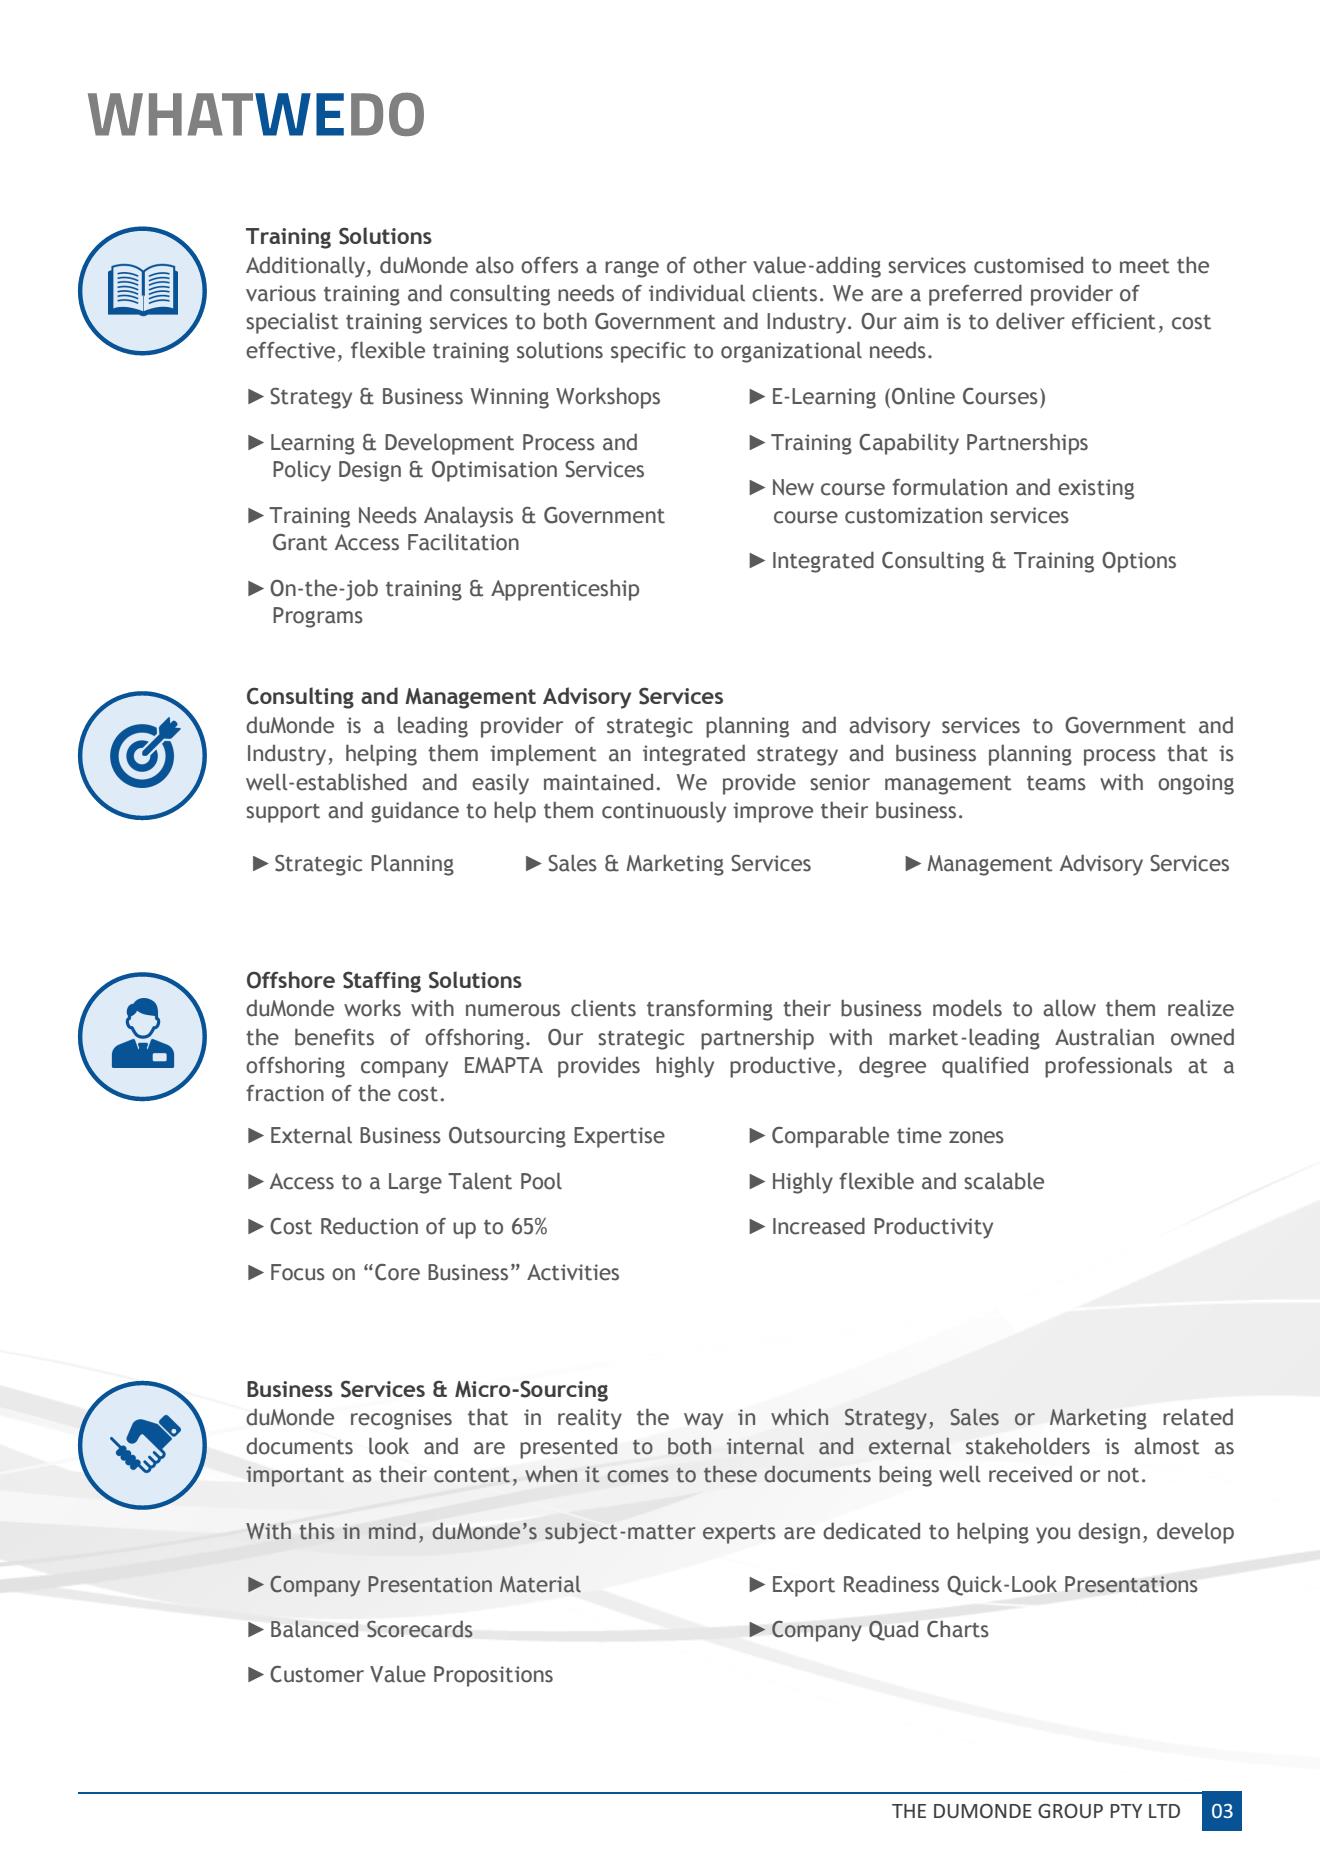 WHATWEDO
Training Solutions
Additionally, duMonde also offers a range of other value-adding services customised to meet the
various training and consulting needs of individual clients. We are a preferred provider of
specialist training services to both Government and Industry. Our aim is to deliver efficient, cost
effective, flexible training solutions specific to organizational needs.
► Strategy & Business Winning Workshops
► Learning & Development Process and
Policy Design & Optimisation Services
► Training Needs Analaysis & Government
Grant Access Facilitation
► On-the-job training & Apprenticeship
Programs
► E-Learning (Online Courses)
► Training Capability Partnerships
► New course formulation and existing
course customization services
► Integrated Consulting & Training Options
Consulting and Management Advisory Services
duMonde is a leading provider of strategic planning and advisory services to Government and
Industry, helping them implement an integrated strategy and business planning process that is
well-established and easily maintained. We provide senior management teams with ongoing
support and guidance to help them continuously improve their business.
► Strategic Planning ► Sales & Marketing Services ► Management Advisory Services
Offshore Staffing Solutions
duMonde works with numerous clients transforming their business models to allow them realize
the benefits of offshoring. Our strategic partnership with market-leading Australian owned
offshoring company EMAPTA provides highly productive, degree qualified professionals at a
fraction of the cost.
► External Business Outsourcing Expertise
► Access to a Large Talent Pool
► Cost Reduction of up to 65%
► Focus on “Core Business” Activities
► Comparable time zones
► Highly flexible and scalable
► Increased Productivity
Business Services & Micro-Sourcing
duMonde recognises that in reality the way in which Strategy, Sales or Marketing related
documents look and are presented to both internal and external stakeholders is almost as
important as their content, when it comes to these documents being well received or not.
With this in mind, duMonde’s subject-matter experts are dedicated to helping you design, develop
► Company Presentation Material
► Balanced Scorecards
► Customer Value Propositions
► Export Readiness Quick-Look Presentations
► Company Quad Charts
THE DUMONDE GROUP PTY LTD 03